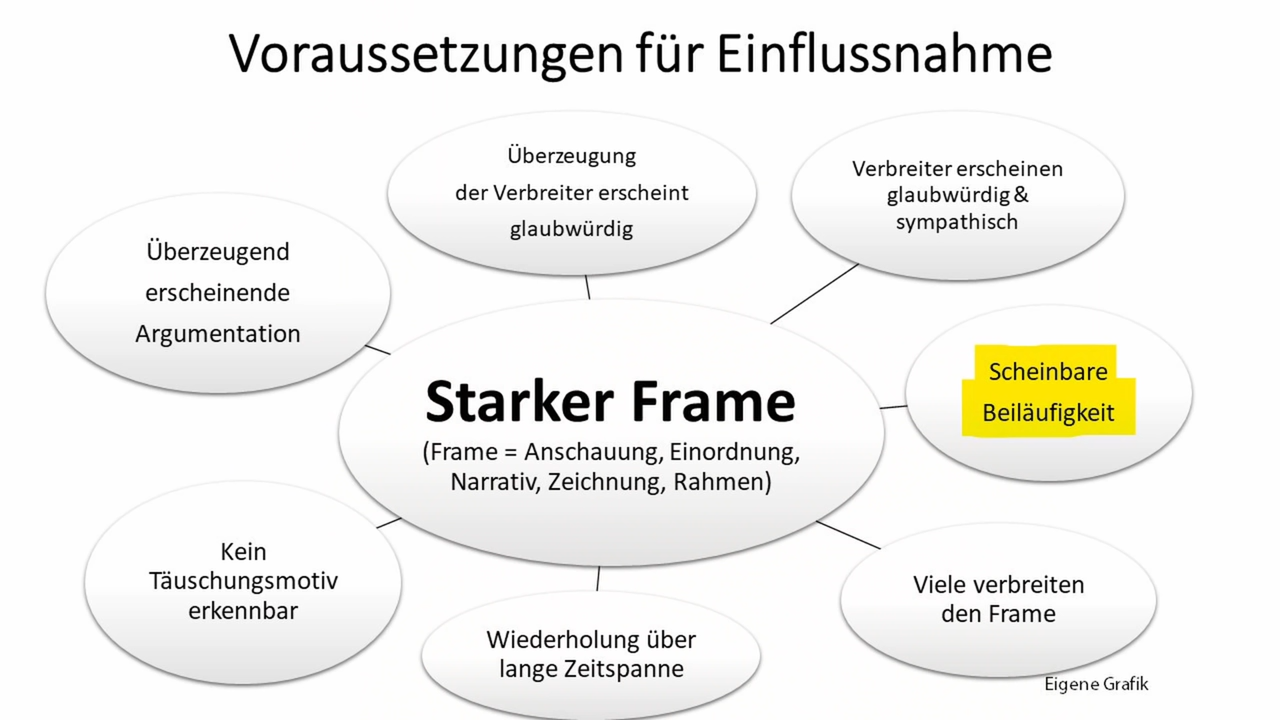 Voraussetzungen für Einflussnahme
Überzeugung
der Verbreiter erscheint
glaubwürdig
Verbreiter erscheinen
glaubwürdig &
sympathisch
Überzeugend
erscheinende
Argumentation
Scheinbare
Beiläufigkeit
Starker Frame
(Frame = Anschauung, Einordnung,
Narrativ, Zeichnung, Rahmen)
Kein
Täuschungsmotiv
erkennbar
Viele verbreiten
den Frame
Wiederholung über
lange Zeitspanne
Eigene Grafik